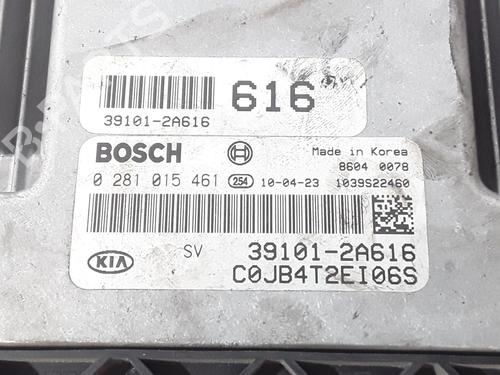 616
39101-2A616
BOSCH
Made in Korea
8604 0078
0 281 015 461 254 10-04-23 1039S22460
KIA SV 39101-2A616
C0JB4T2EI06S